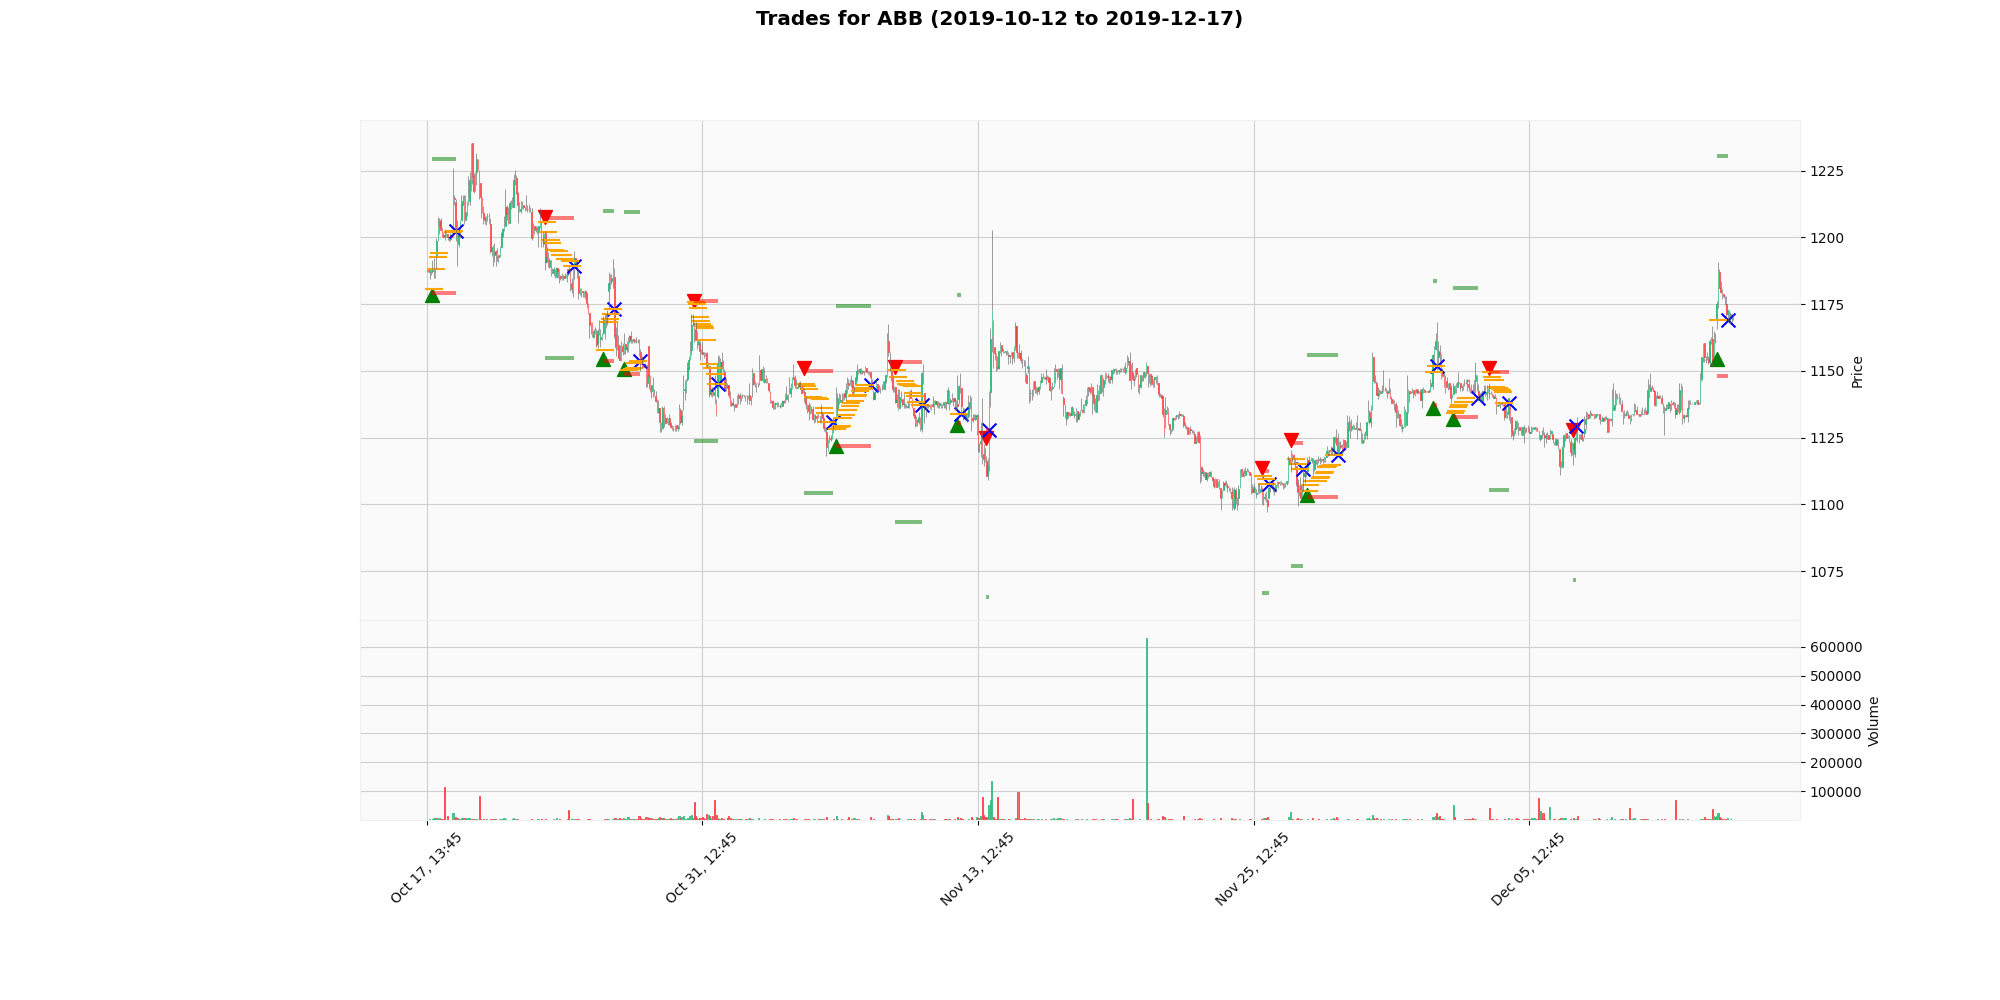 Trades for ABB (2019-10-12 to 2019-12-17)
1225
1200
1175
1150
1125
1100
1075
Price
600000
500000
400000
300000
200000
100000
Volume
Oct 17, 13:45
Oct 31, 12:45
Nov 13, 12:45
Nov 25, 12:45
Dec 05, 12:45